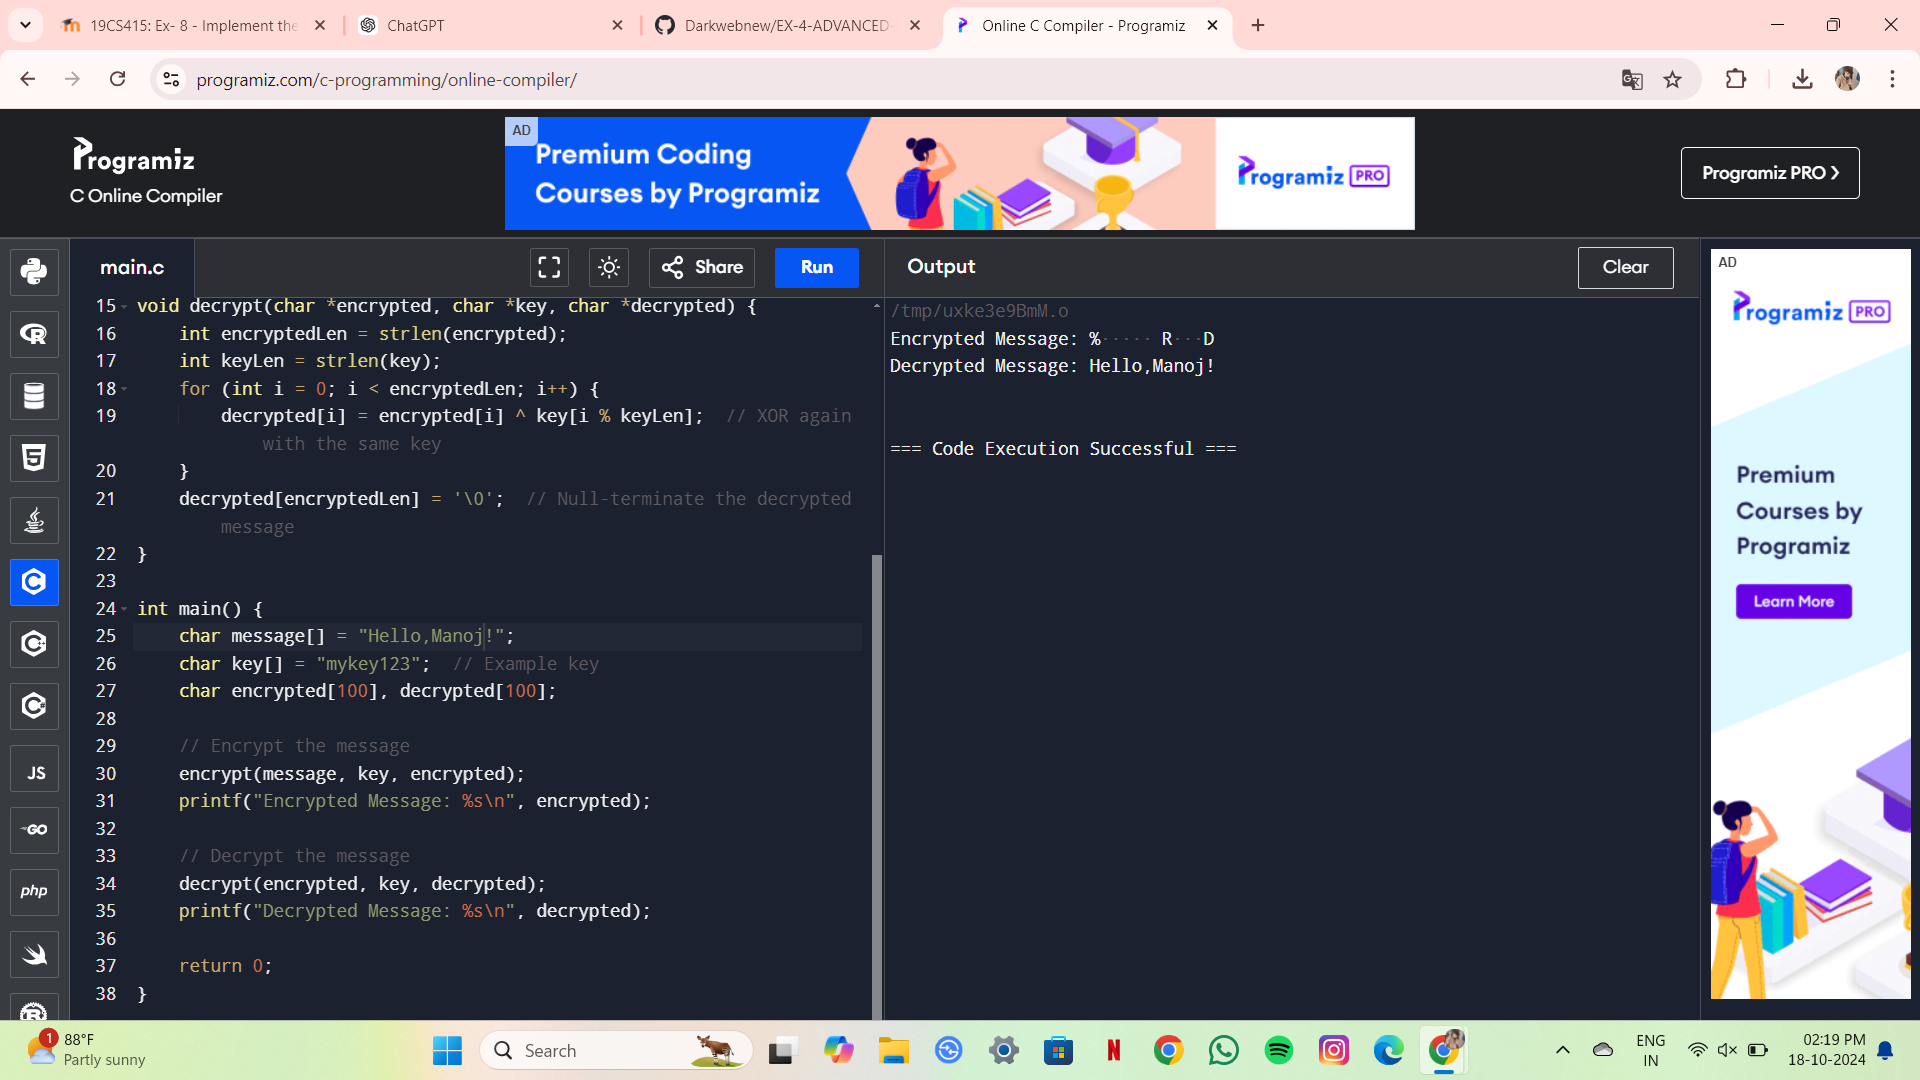 19CS415: Ex- 8 - Implement the
ChatGPT
Darkwebnew/EX-4-ADVANCED-
Online C Compiler - Programiz
programiz.com/c-programming/online-compiler/
Programiz
C Online Compiler
AD
Premium Coding
Courses by Programiz
Programiz PRO
Programiz PRO ❯
main.c
Share
Run
Output
Clear
15 void decrypt(char *encrypted, char *key, char *decrypted) {
16     int encryptedLen = strlen(encrypted);
17     int keyLen = strlen(key);
18     for (int i = 0; i < encryptedLen; i++) {
19         decrypted[i] = encrypted[i] ^ key[i % keyLen];  // XOR again
with the same key
20     }
21     decrypted[encryptedLen] = '\0';  // Null-terminate the decrypted
message
22 }
23
24 int main() {
25     char message[] = "Hello,Manoj!";
26     char key[] = "mykey123";  // Example key
27     char encrypted[100], decrypted[100];
28
29     // Encrypt the message
30     encrypt(message, key, encrypted);
31     printf("Encrypted Message: %s\n", encrypted);
32
33     // Decrypt the message
34     decrypt(encrypted, key, decrypted);
35     printf("Decrypted Message: %s\n", decrypted);
36
37     return 0;
38 }
/tmp/uxke3e9BmM.o
Encrypted Message: %····· R···D
Decrypted Message: Hello,Manoj!
=== Code Execution Successful ===
AD
Programiz PRO
Premium
Courses by
Programiz
Learn More
JS
GO
php
1
88°F
Partly sunny
Search
ENG
IN
02:19 PM
18-10-2024